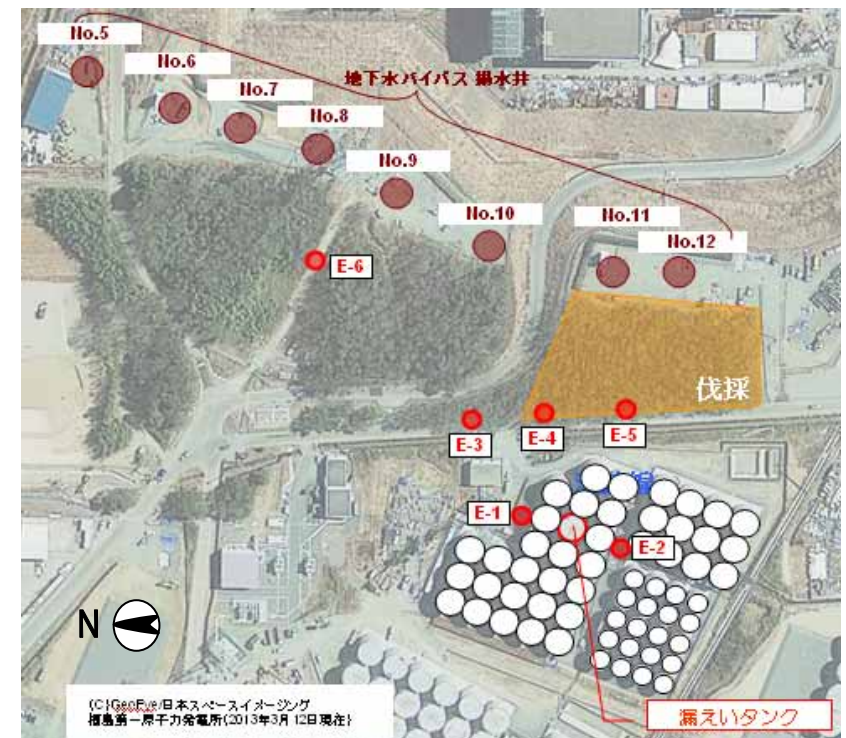 No.5
No.6
No.7
地下水バイパス 揚水井
No.8
No.9
No.10
No.11
No.12
E-6
伐採
E-3
E-4
E-5
E-1
E-2
N
(C)GeoEye/日本スペースイメージング
福島第一原子力発電所(2013年3月12日現在)
漏えいタンク